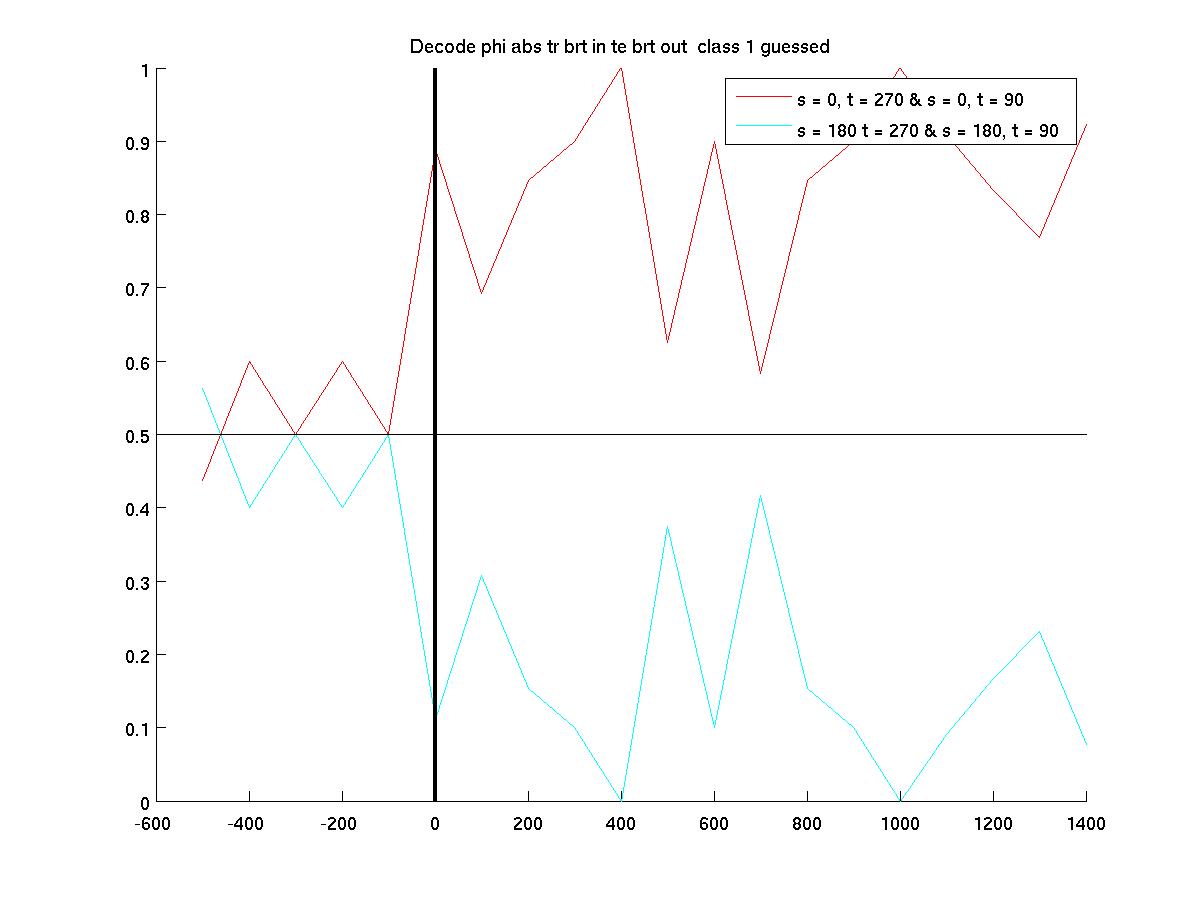 Decode phi abs tr brt in te brt out  class 1 guessed
s = 0, t = 270 & s = 0, t = 90
s = 180 t = 270 & s = 180, t = 90
1
0.9
0.8
0.7
0.6
0.5
0.4
0.3
0.2
0.1
0
-600 -400 -200 0 200 400 600 800 1000 1200 1400